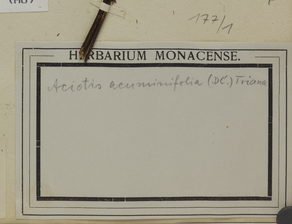 177/1
HERBARIUM MONACENSE.
Aciotis acuminifolia (DC.) Triana